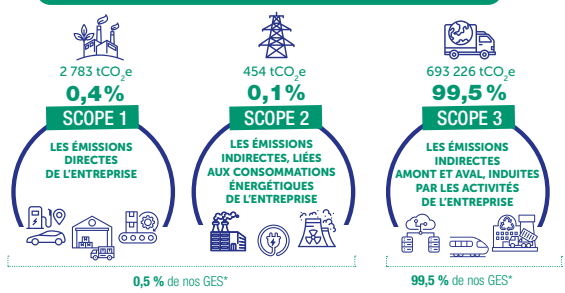 2 783 tCO₂e
0,4%
SCOPE 1
LES ÉMISSIONS
DIRECTES
DE L'ENTREPRISE
454 tCO₂e
0,1%
SCOPE 2
LES ÉMISSIONS
INDIRECTES, LIÉES
AUX CONSOMMATIONS
ÉNERGÉTIQUES
DE L'ENTREPRISE
693 226 tCO₂e
99,5%
SCOPE 3
LES ÉMISSIONS
INDIRECTES
AMONT ET AVAL, INDUITES
PAR LES ACTIVITÉS
DE L'ENTREPRISE
0,5 % de nos GES*
99,5 % de nos GES*